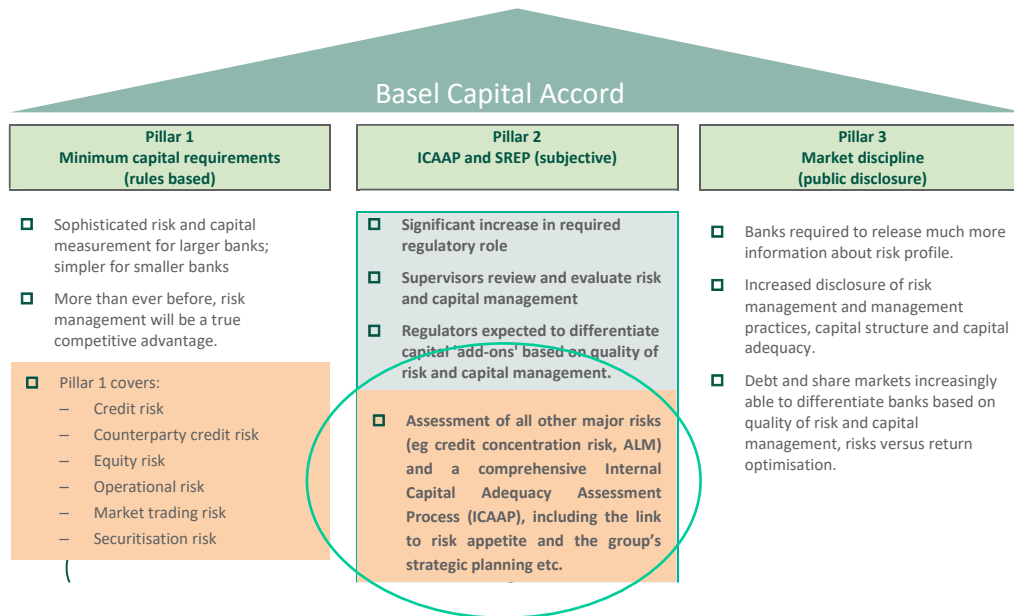 Basel Capital Accord
Pillar 1
Minimum capital requirements
(rules based)
Sophisticated risk and capital
measurement for larger banks;
simpler for smaller banks
More than ever before, risk
management will be a true
competitive advantage.
Pillar 1 covers:
– Credit risk
– Counterparty credit risk
– Equity risk
– Operational risk
– Market trading risk
– Securitisation risk
Pillar 2
ICAAP and SREP (subjective)
Significant increase in required
regulatory role
Supervisors review and evaluate risk
and capital management
Regulators expected to differentiate
capital 'add-ons' based on quality of
risk and capital management.
Assessment of all other major risks
(eg credit concentration risk, ALM)
and a comprehensive Internal
Capital Adequacy Assessment
Process (ICAAP), including the link
to risk appetite and the group's
strategic planning etc.
Pillar 3
Market discipline
(public disclosure)
Banks required to release much more
information about risk profile.
Increased disclosure of risk
management and management
practices, capital structure and capital
adequacy.
Debt and share markets increasingly
able to differentiate banks based on
quality of risk and capital
management, risks versus return
optimisation.